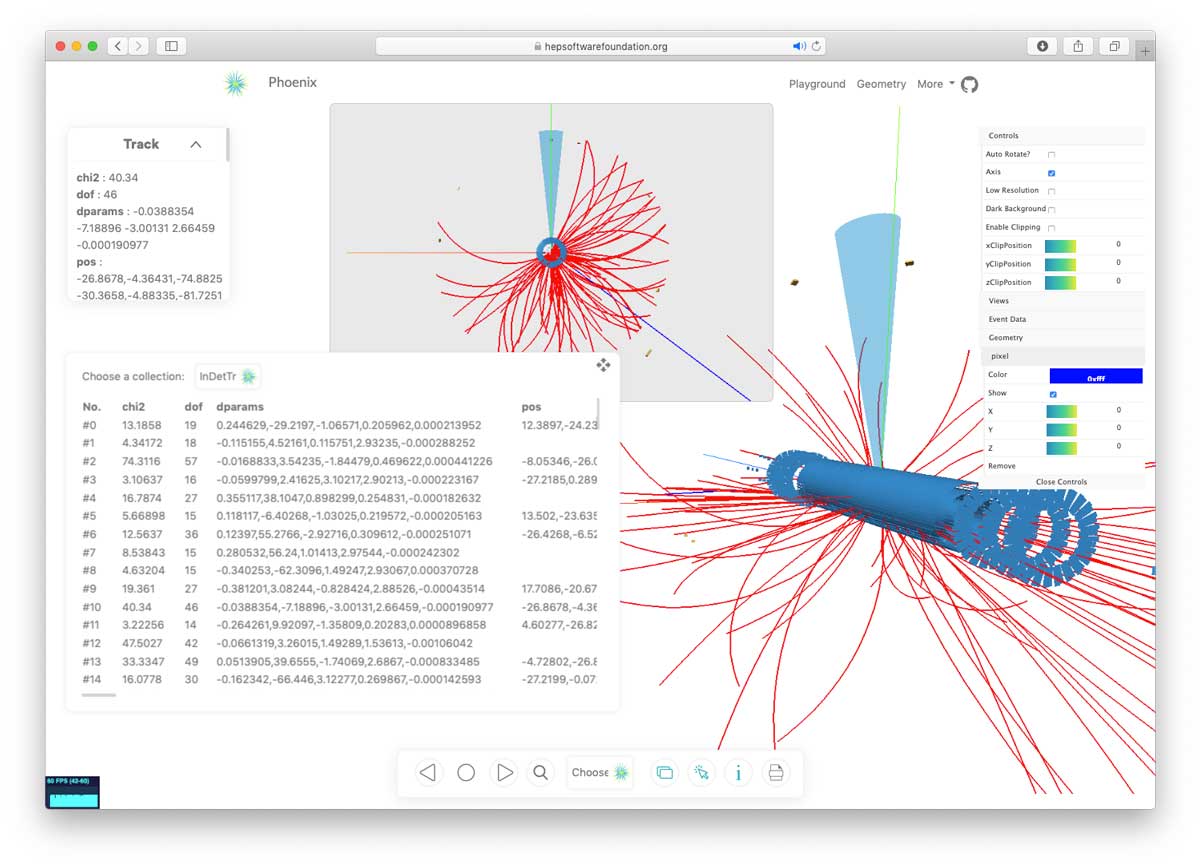 hepsoftwarefoundation.org
Phoenix
Playground Geometry More
Track
chi2 : 40.34
dof : 46
dparams : -0.0388354
-7.18896 -3.00131 2.66459
-0.000190977
pos :
-26.8678,-4.36431,-74.8825
-30.3658,-4.88335,-81.7251
Controls
Auto Rotate?
Axis
Low Resolution
Dark Background
Enable Clipping
xClipPosition 0
yClipPosition 0
zClipPosition 0
Views
Event Data
Geometry
pixel
Color 0xfff
Show
X 0
Y 0
Z 0
Remove
Close Controls
Choose a collection: InDetTr
No. chi2 dof dparams pos
#0 13.1858 19 0.244629,-29.2197,-1.06571,0.205962,0.000213952 12.3897,-24.23
#1 4.34172 18 -0.115155,4.52161,0.115751,2.93235,-0.000288252
#2 74.3116 57 -0.0168833,3.54235,-1.84479,0.469622,0.000441226 -8.05346,-26.0
#3 3.10637 16 -0.0599799,2.41625,3.10217,2.90213,-0.000223167 -27.2185,0.289
#4 16.7874 27 0.355117,38.1047,0.898299,0.254831,-0.000182632
#5 5.66898 15 0.118117,-6.40268,-1.03025,0.219572,-0.000205163 13.502,-23.635
#6 12.5637 36 0.12397,55.2766,-2.92716,0.309612,-0.000251071 -26.4268,-6.52
#7 8.53843 15 0.280532,56.24,1.01413,2.97544,-0.000242302
#8 4.63204 15 -0.340253,-62.3096,1.49247,2.93067,0.000370728
#9 19.361 27 -0.381201,3.08244,-0.828424,2.88526,-0.00043514 17.7086,-20.67
#10 40.34 46 -0.0388354,-7.18896,-3.00131,2.66459,-0.000190977 -26.8678,-4.36
#11 3.22256 14 -0.264261,9.92097,-1.35809,0.20283,0.0000896858 4.60277,-26.82
#12 47.5027 42 -0.0661319,3.26015,1.49289,1.53613,-0.00106042
#13 33.3347 49 0.0513905,39.6555,-1.74069,2.6867,-0.000833485 -4.72802,-26.8
#14 16.0778 30 -0.162342,-66.446,3.12277,0.269867,-0.000142593 -27.2199,-0.07
Choose
60 FPS (43-60)